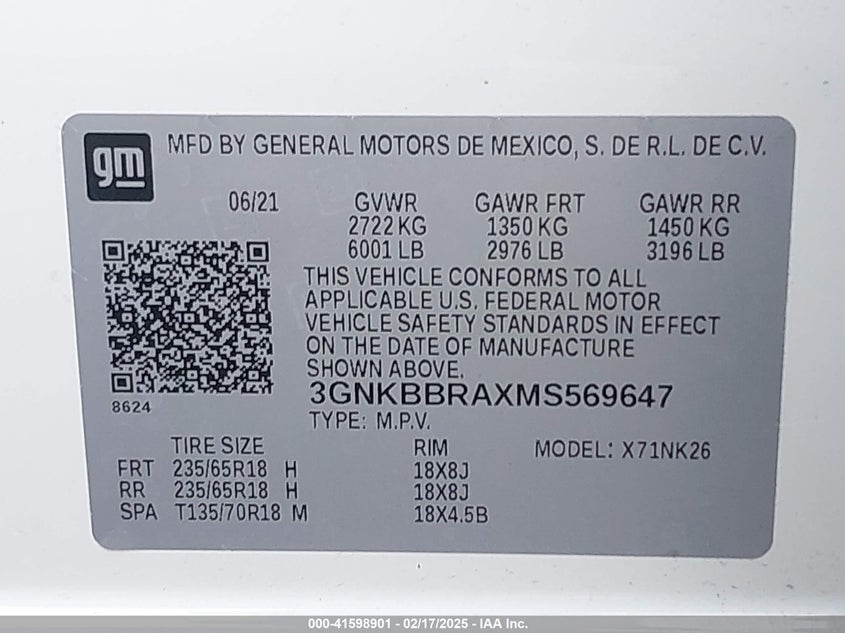 gm
MFD BY GENERAL MOTORS DE MEXICO, S. DE R.L. DE C.V.
06/21 GVWR GAWR FRT GAWR RR
2722 KG 1350 KG 1450 KG
6001 LB 2976 LB 3196 LB
THIS VEHICLE CONFORMS TO ALL
APPLICABLE U.S. FEDERAL MOTOR
VEHICLE SAFETY STANDARDS IN EFFECT
ON THE DATE OF MANUFACTURE
SHOWN ABOVE.
3GNKBBRAXMS569647
8624
TYPE: M.P.V.
TIRE SIZE RIM MODEL: X71NK26
FRT 235/65R18 H 18X8J
RR 235/65R18 H 18X8J
SPA T135/70R18 M 18X4.5B
000-41598901 - 02/17/2025 - IAA Inc.